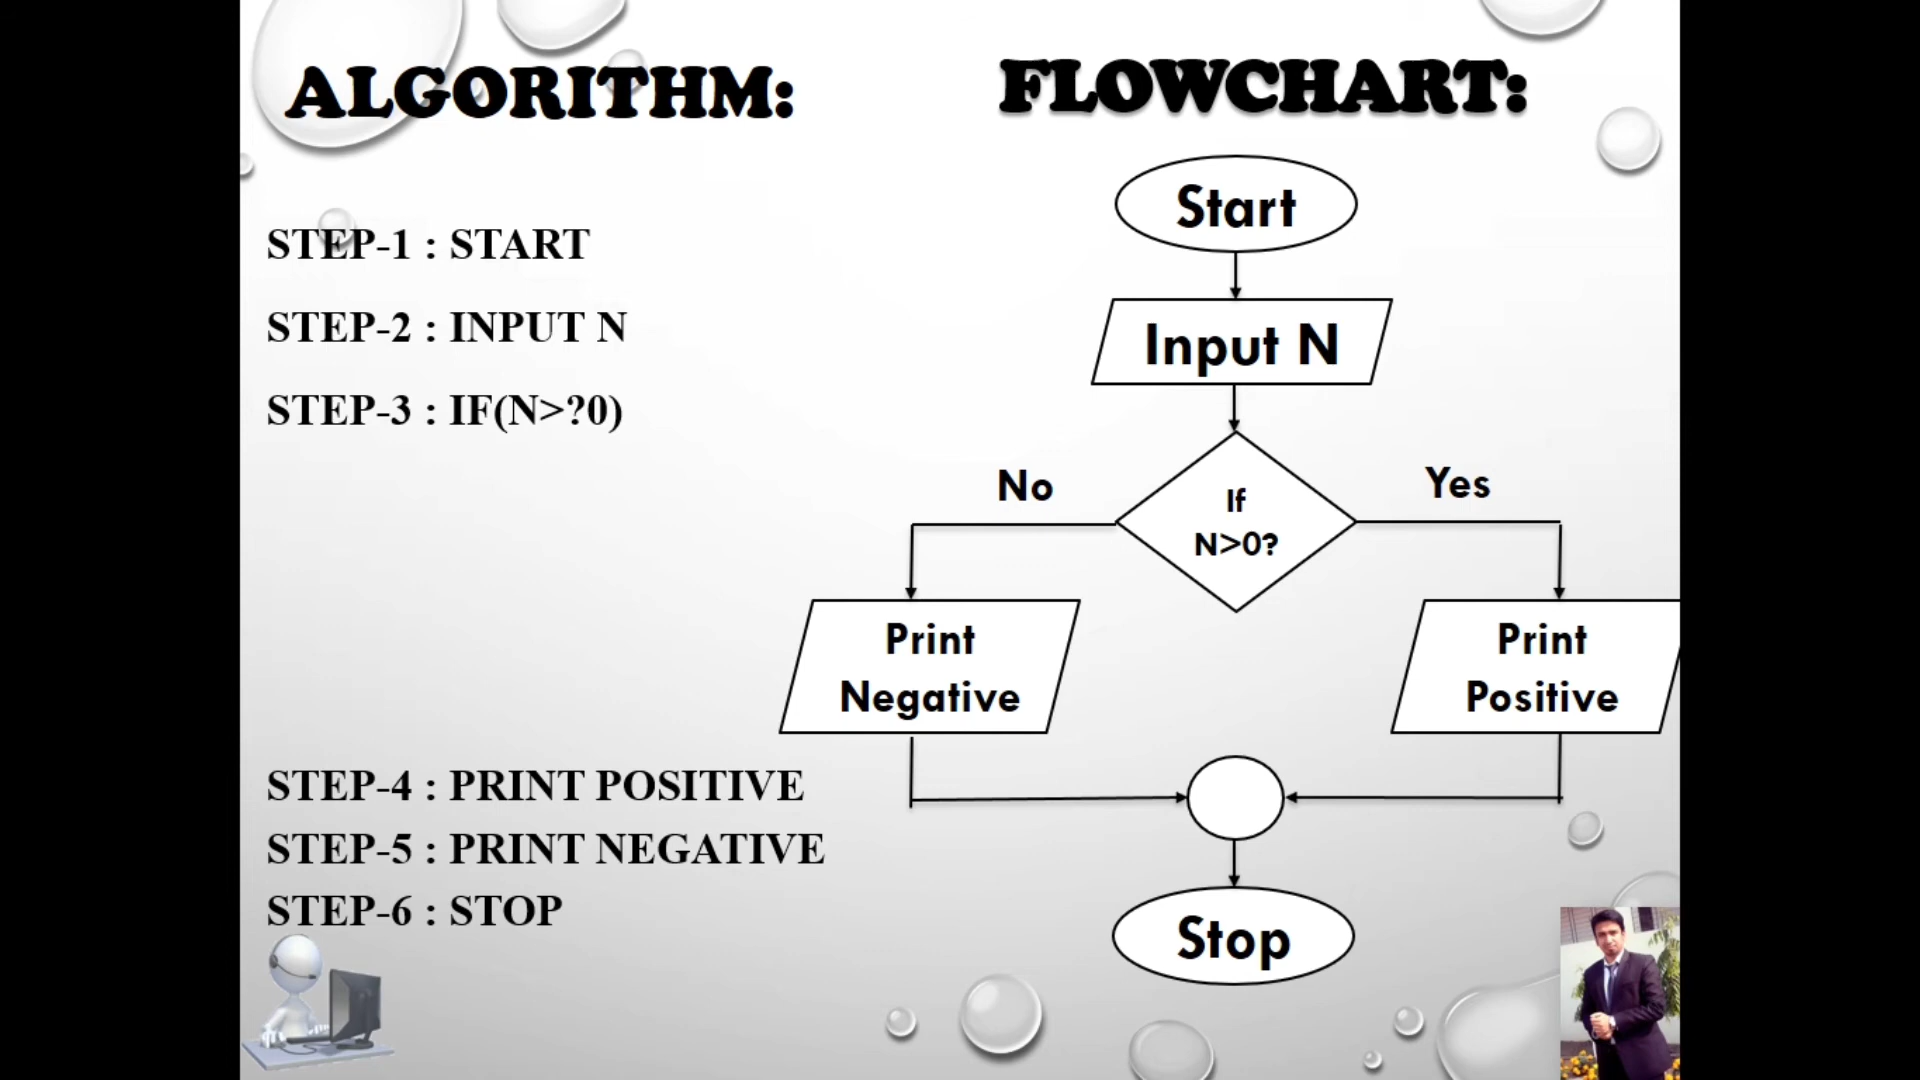 ALGORITHM:
STEP-1 : START
STEP-2 : INPUT N
STEP-3 : IF(N>?0)
STEP-4 : PRINT POSITIVE
STEP-5 : PRINT NEGATIVE
STEP-6 : STOP
FLOWCHART:
Start
Input N
If
N>0?
No
Yes
Print
Negative
Print
Positive
Stop